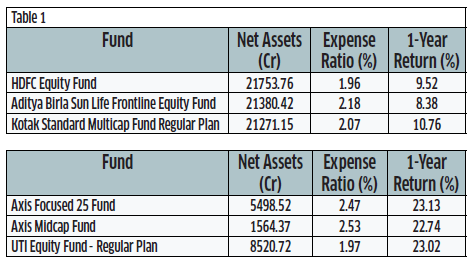 Table 1
Fund Net Assets (Cr) Expense Ratio (%) 1-Year Return (%)
HDFC Equity Fund 21753.76 1.96 9.52
Aditya Birla Sun Life Frontline Equity Fund 21380.42 2.18 8.38
Kotak Standard Multicap Fund Regular Plan 21271.15 2.07 10.76
Fund Net Assets (Cr) Expense Ratio (%) 1-Year Return (%)
Axis Focused 25 Fund 5498.52 2.47 23.13
Axis Midcap Fund 1564.37 2.53 22.74
UTI Equity Fund - Regular Plan 8520.72 1.97 23.02